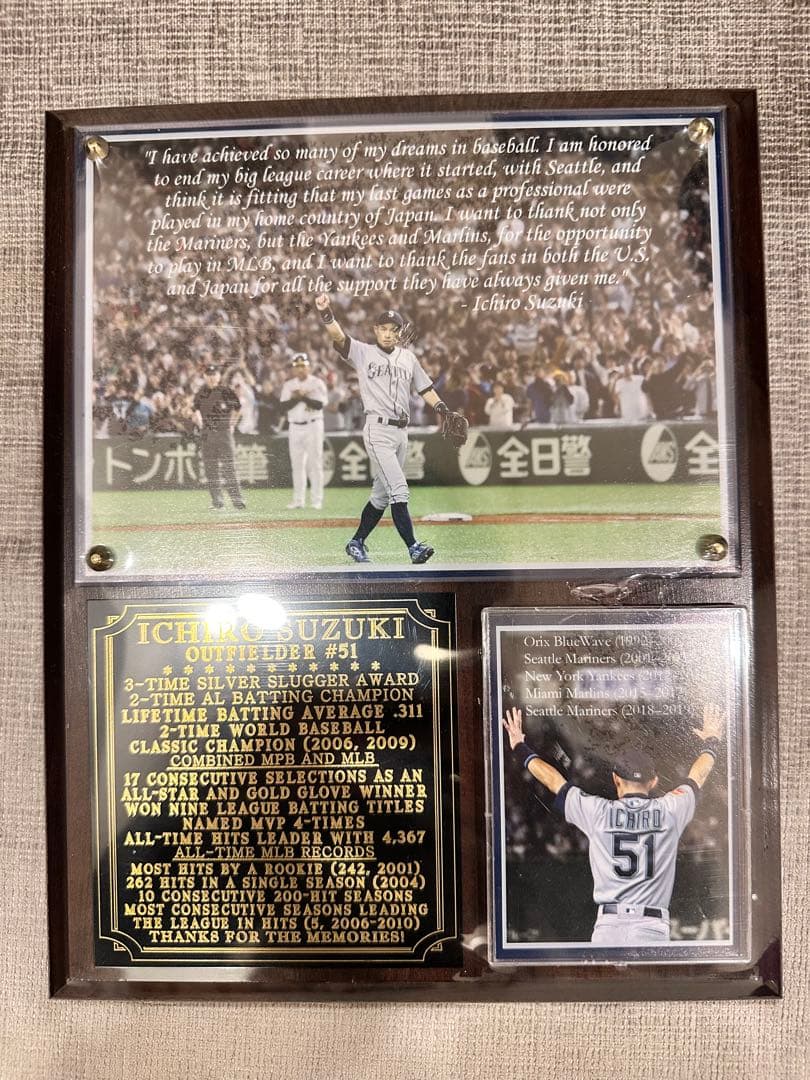 "I have achieved so many of my dreams in baseball. I am honored
to end my big league career where it started, with Seattle, and
think it is fitting that my last games as a professional were
played in my home country of Japan. I want to thank not only
the Mariners, but the Yankees and Marlins, for the opportunity
to play in MLB, and I want to thank the fans in both the U.S.
and Japan for all the support they have always given me."
- Ichiro Suzuki
S
SEATTLE
トンボ鉛筆
全
全日警
全
ICHIRO SUZUKI
OUTFIELDER #51
* * * * * * * * * * *
3-TIME SILVER SLUGGER AWARD
2-TIME AL BATTING CHAMPION
LIFETIME BATTING AVERAGE .311
2-TIME WORLD BASEBALL
CLASSIC CHAMPION (2006, 2009)
COMBINED MPB AND MLB
17 CONSECUTIVE SELECTIONS AS AN
ALL-STAR AND GOLD GLOVE WINNER
WON NINE LEAGUE BATTING TITLES
NAMED MVP 4-TIMES
ALL-TIME HITS LEADER WITH 4,367
ALL-TIME MLB RECORDS
MOST HITS BY A ROOKIE (242, 2001)
262 HITS IN A SINGLE SEASON (2004)
10 CONSECUTIVE 200-HIT SEASONS
MOST CONSECUTIVE SEASONS LEADING
THE LEAGUE IN HITS (5, 2006-2010)
THANKS FOR THE MEMORIES!
Orix BlueWave
Seattle Mariners
New York Yankees
Miami Marlins
Seattle Mariners
ICHIRO
51